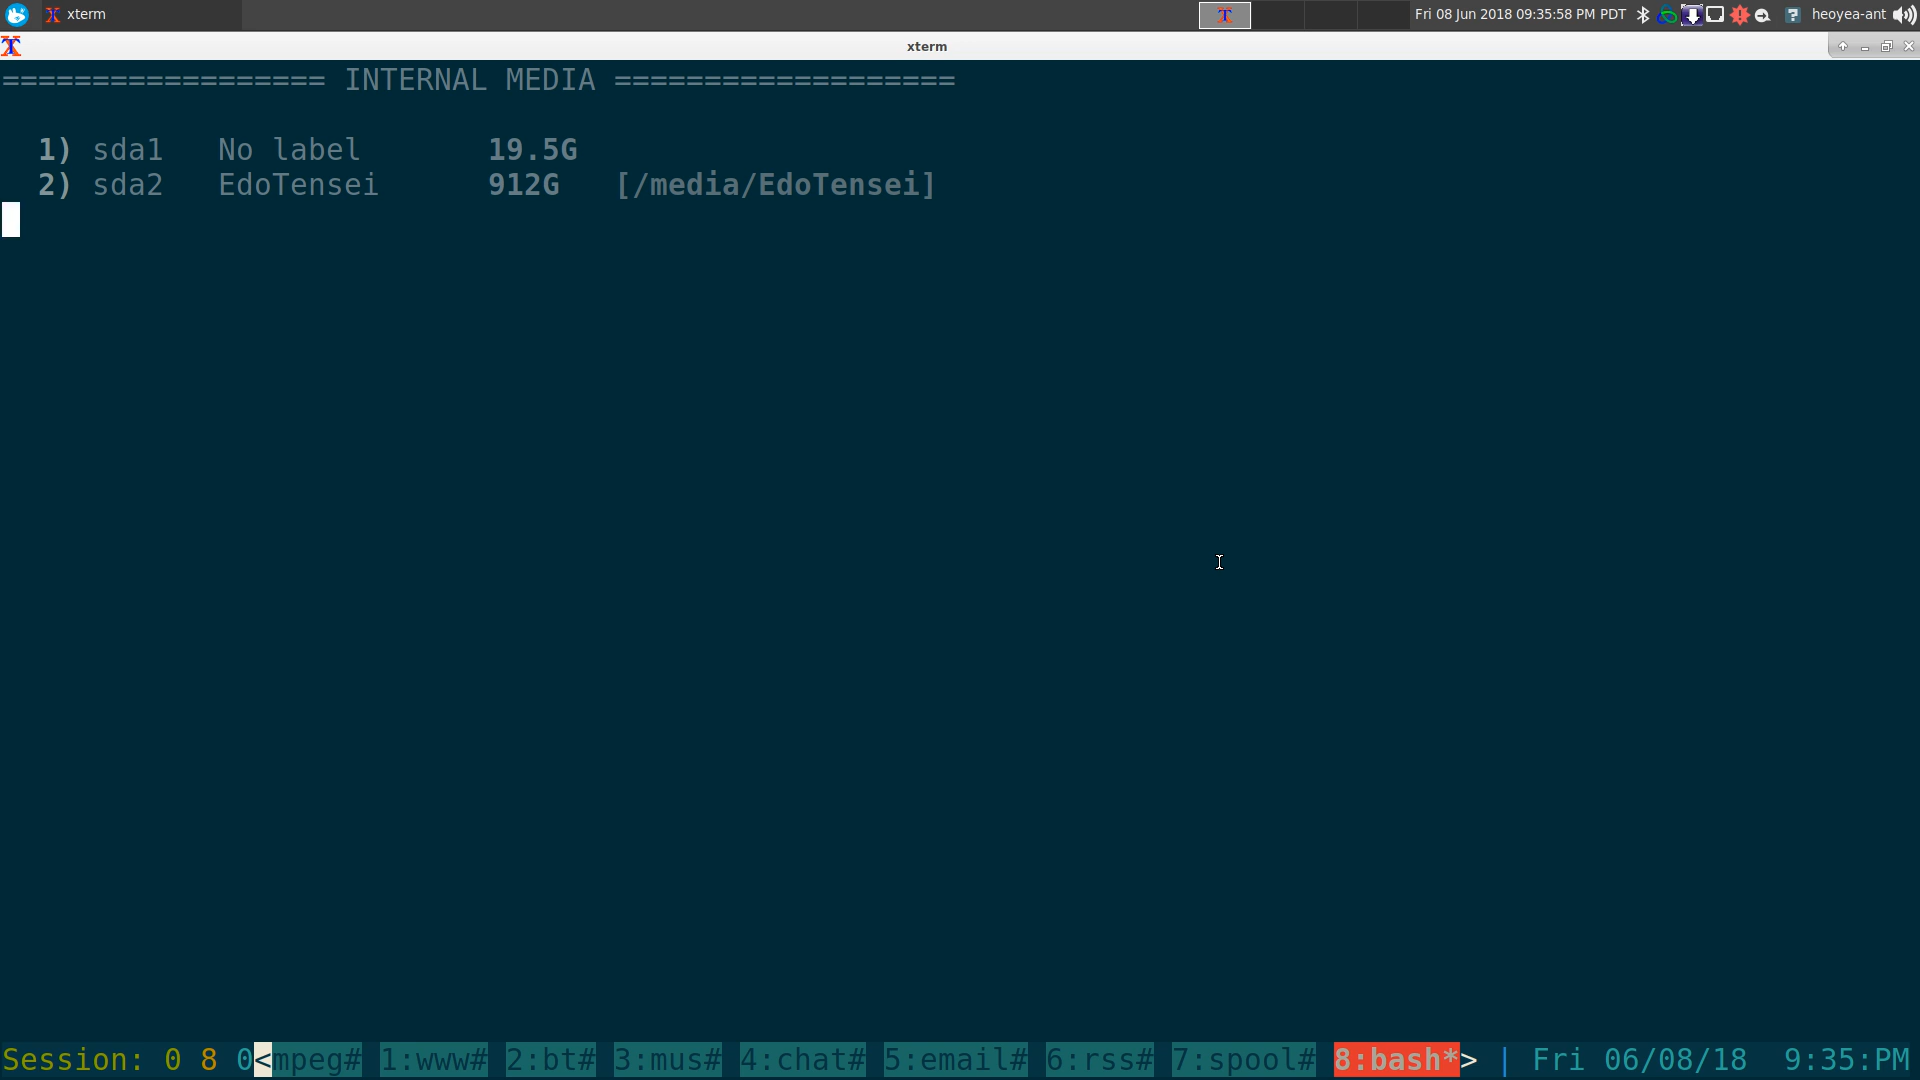 xterm
Fri 08 Jun 2018 09:35:58 PM PDT
heoyea-ant
xterm
================== INTERNAL MEDIA ===================
1) sda1 No label 19.5G
2) sda2 EdoTensei 912G [/media/EdoTensei]
Session: 0 8 0<mpeg# 1:www# 2:bt# 3:mus# 4:chat# 5:email# 6:rss# 7:spool# 8:bash*> | Fri 06/08/18 9:35:PM